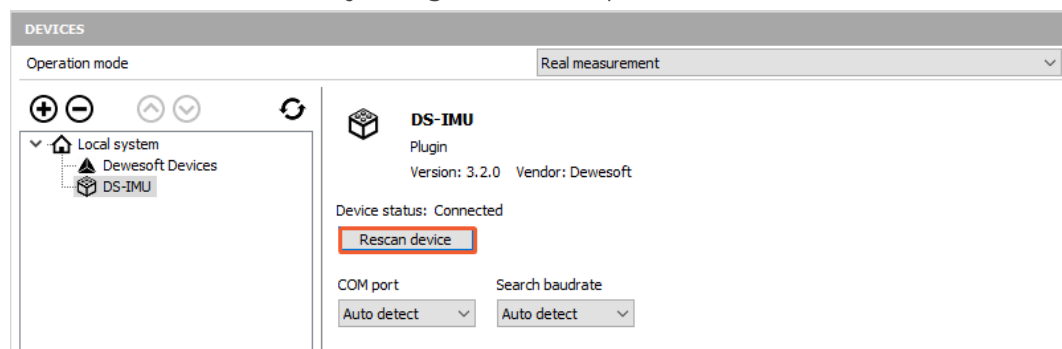 DEVICES
Operation mode
Real measurement
Local system
Dewesoft Devices
DS-IMU
DS-IMU
Plugin
Version: 3.2.0 Vendor: Dewesoft
Device status: Connected
Rescan device
COM port Search baudrate
Auto detect Auto detect